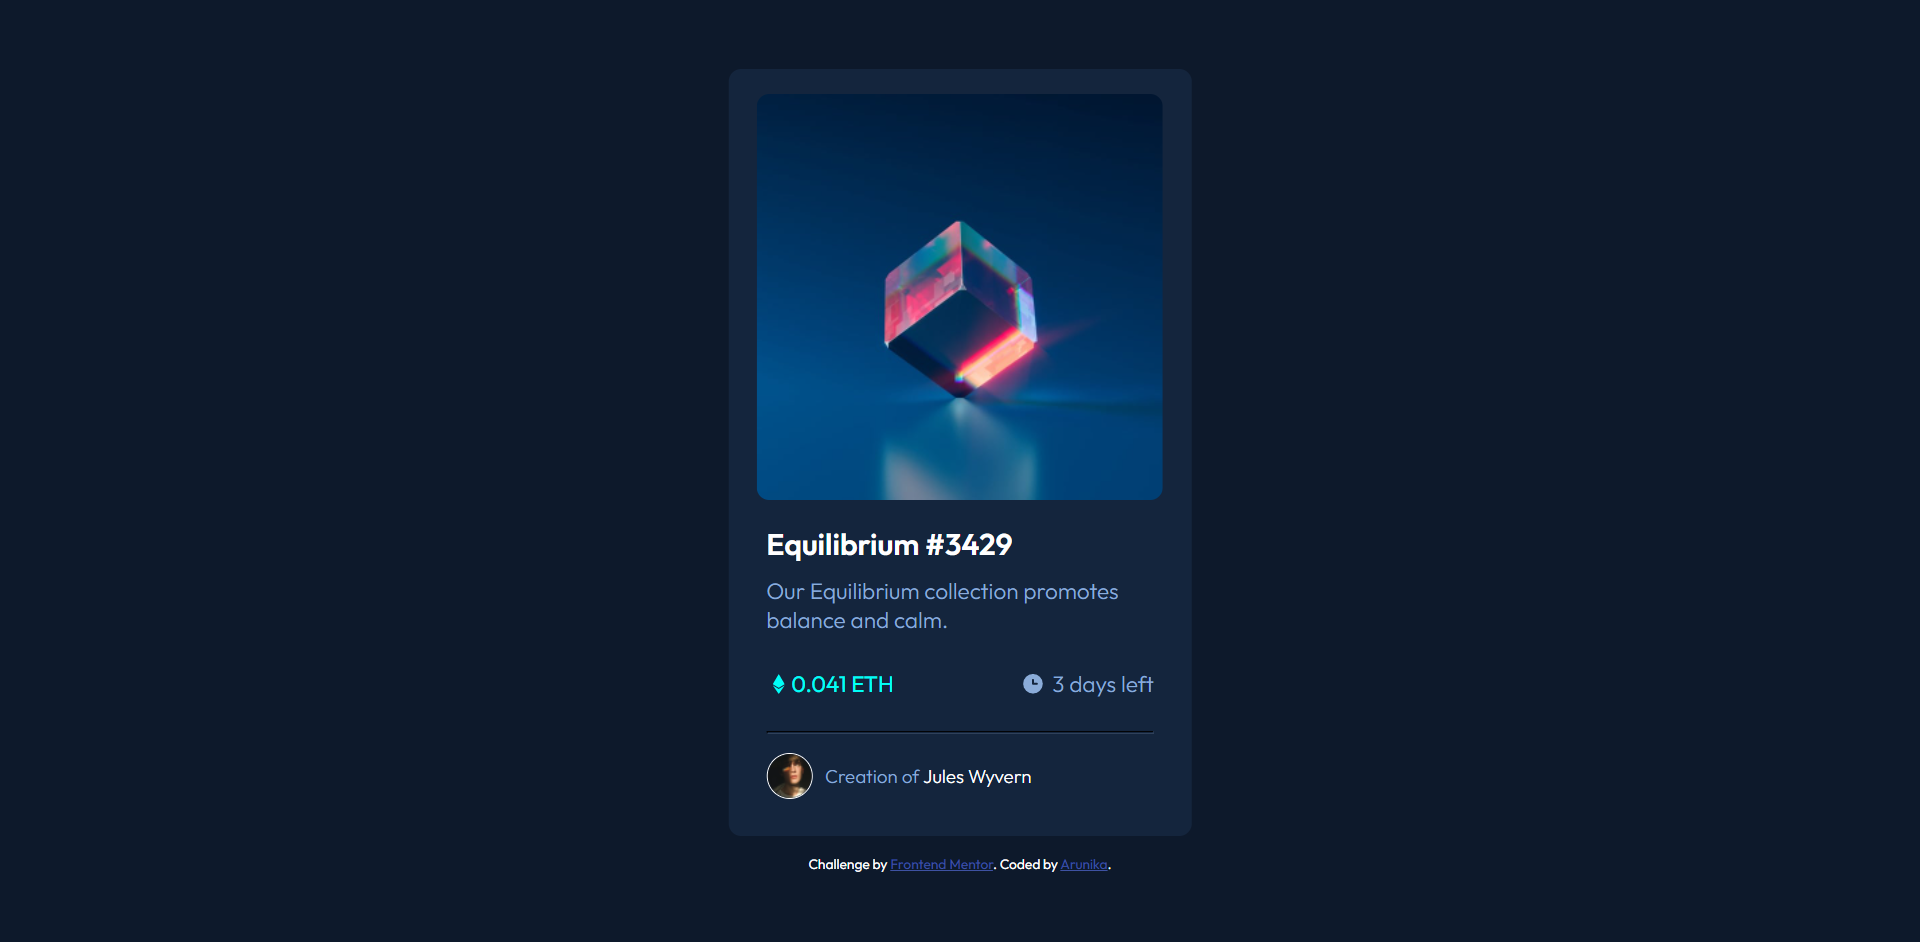 Equilibrium #3429
Our Equilibrium collection promotes
balance and calm.
0.041 ETH
3 days left
Creation of Jules Wyvern
Challenge by Frontend Mentor. Coded by Arunika.